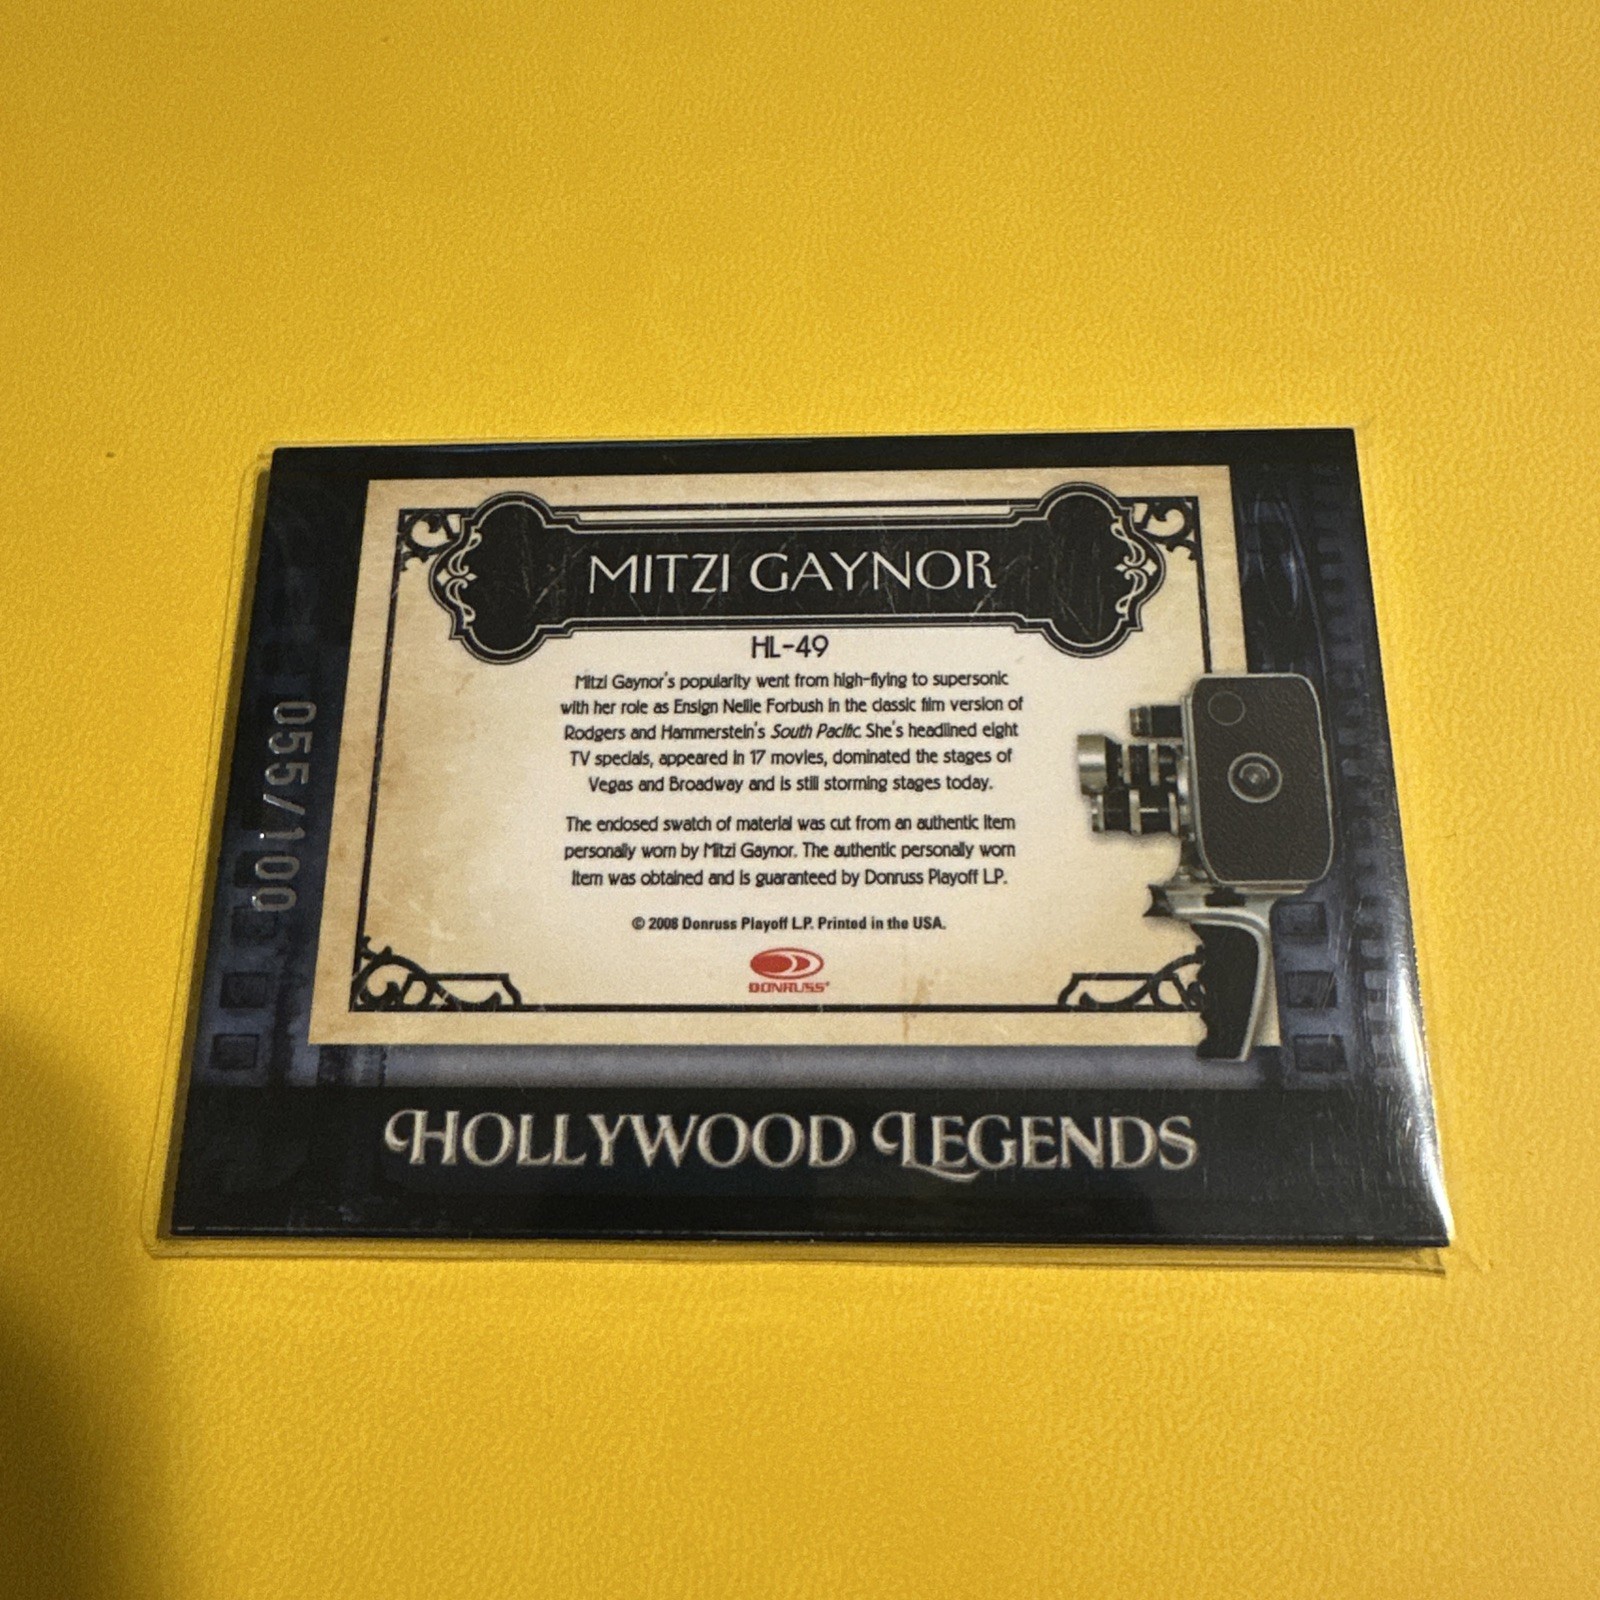 MITZI GAYNOR
HL-49
Mitzi Gaynor's popularity went from high-flying to supersonic
with her role as Ensign Nellie Forbush in the classic film version of
Rodgers and Hammerstein's South Pacific. She's headlined eight
TV specials, appeared in 17 movies, dominated the stages of
Vegas and Broadway and is still storming stages today.
The enclosed swatch of material was cut from an authentic item
personally worn by Mitzi Gaynor. The authentic personally worn
item was obtained and is guaranteed by Donruss Playoff LP.
© 2008 Donruss Playoff L.P. Printed in the USA.
DONRUSS®
055/100
HOLLYWOOD LEGENDS